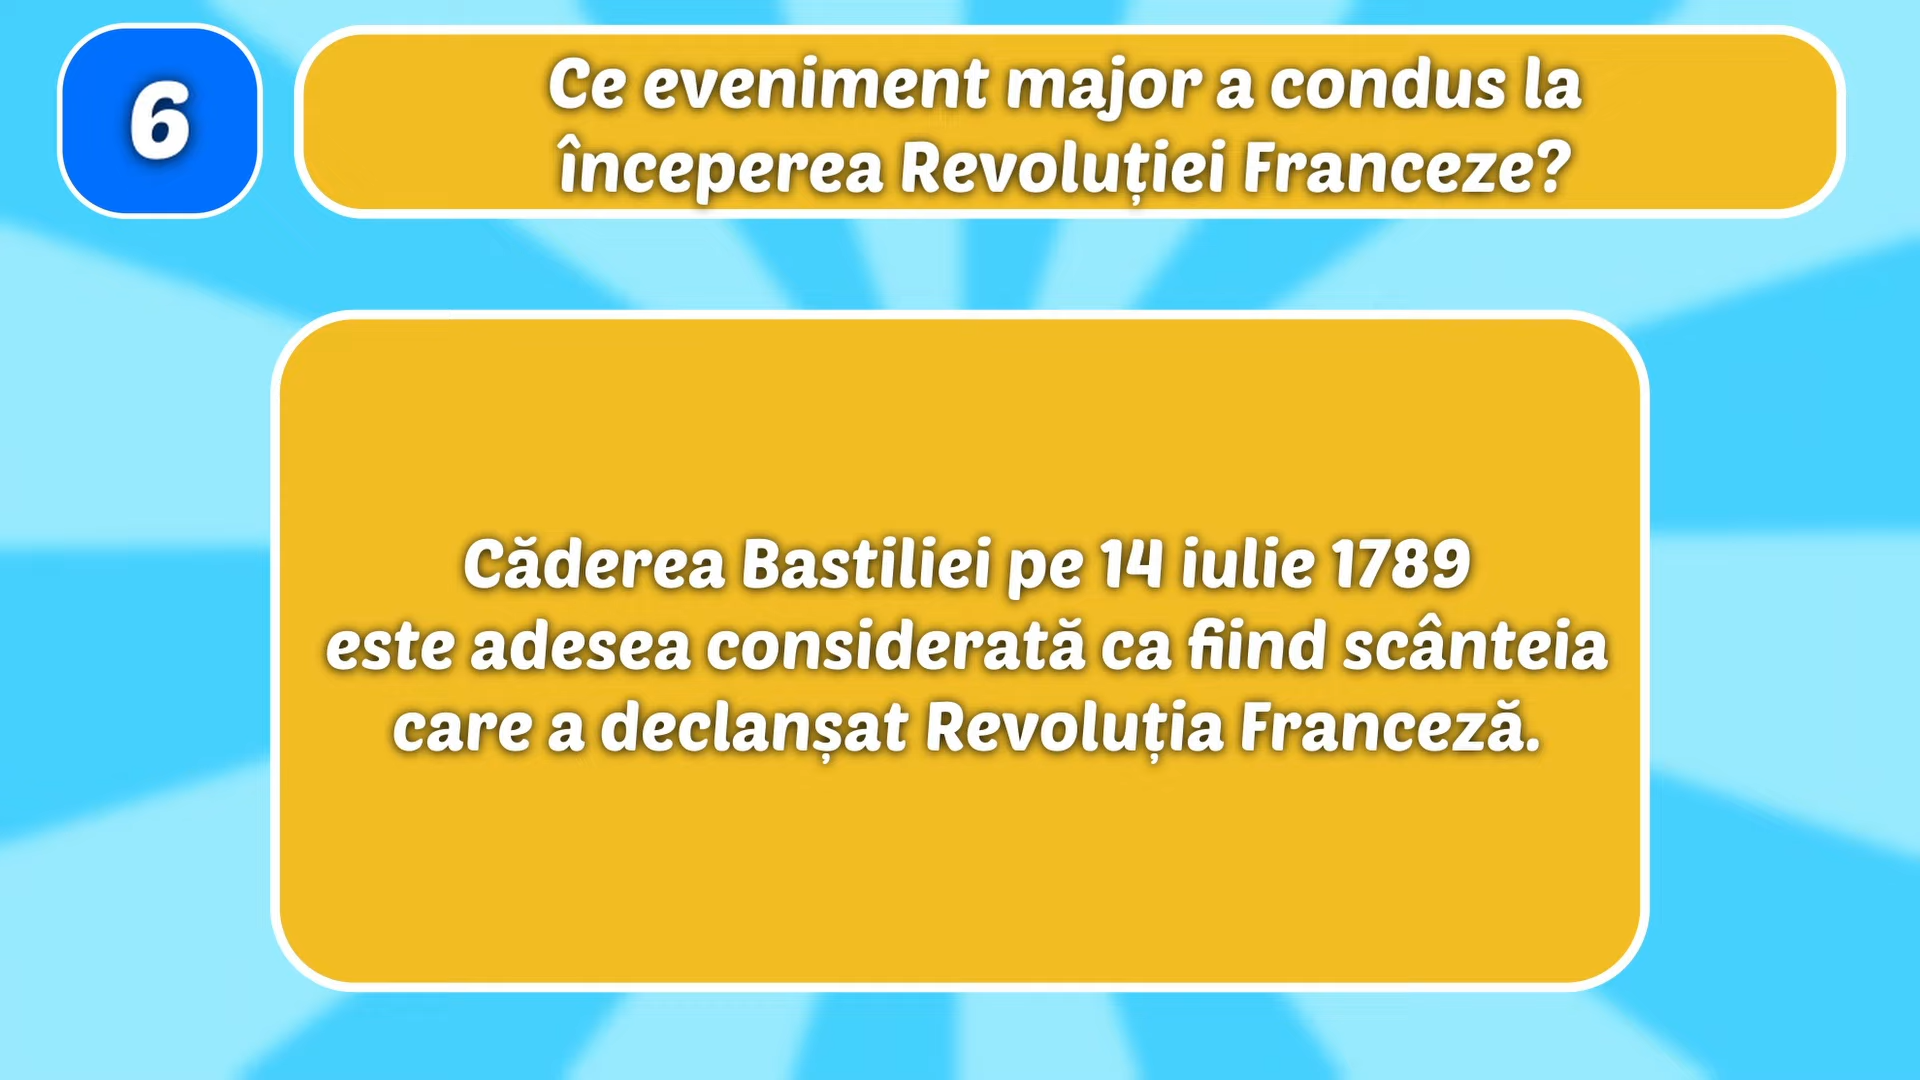 6
Ce eveniment major a condus la
începerea Revoluției Franceze?
Căderea Bastiliei pe 14 iulie 1789
este adesea considerată ca fiind scânteia
care a declanșat Revoluția Franceză.